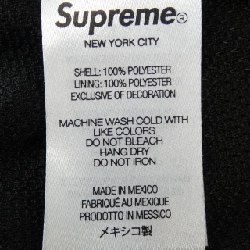 Supreme®
NEW YORK CITY
SHELL: 100% POLYESTER
LINING: 100% POLYESTER
EXCLUSIVE OF DECORATION
MACHINE WASH COLD WITH
LIKE COLORS
DO NOT BLEACH
HANG DRY
DO NOT IRON
MADE IN MEXICO
FABRIQUÉ AU MEXIQUE
PRODOTTO IN MESSICO
メキシコ製